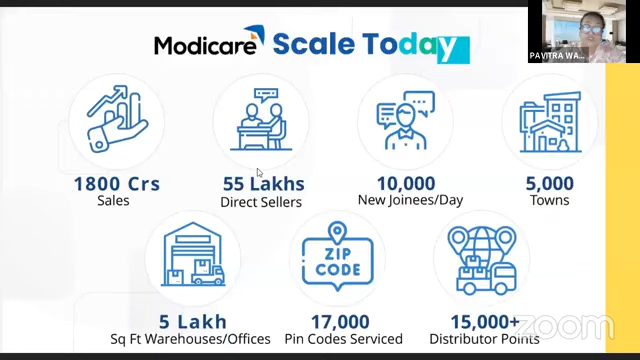 Modicare Scale Today
PAVITRA WA...
1800 Crs
Sales
55 Lakhs
Direct Sellers
10,000
New Joinees/Day
5,000
Towns
ZIP
CODE
5 Lakh
Sq Ft Warehouses/Offices
17,000
Pin Codes Serviced
15,000+
Distributor Points
zoom